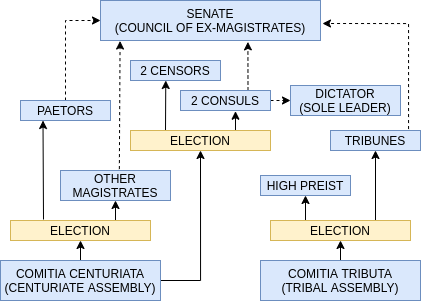 SENATE
(COUNCIL OF EX-MAGISTRATES)
2 CENSORS
2 CONSULS
DICTATOR
(SOLE LEADER)
PAETORS
ELECTION
TRIBUNES
OTHER
MAGISTRATES
HIGH PREIST
ELECTION
ELECTION
COMITIA CENTURIATA
(CENTURIATE ASSEMBLY)
COMITIA TRIBUTA
(TRIBAL ASSEMBLY)